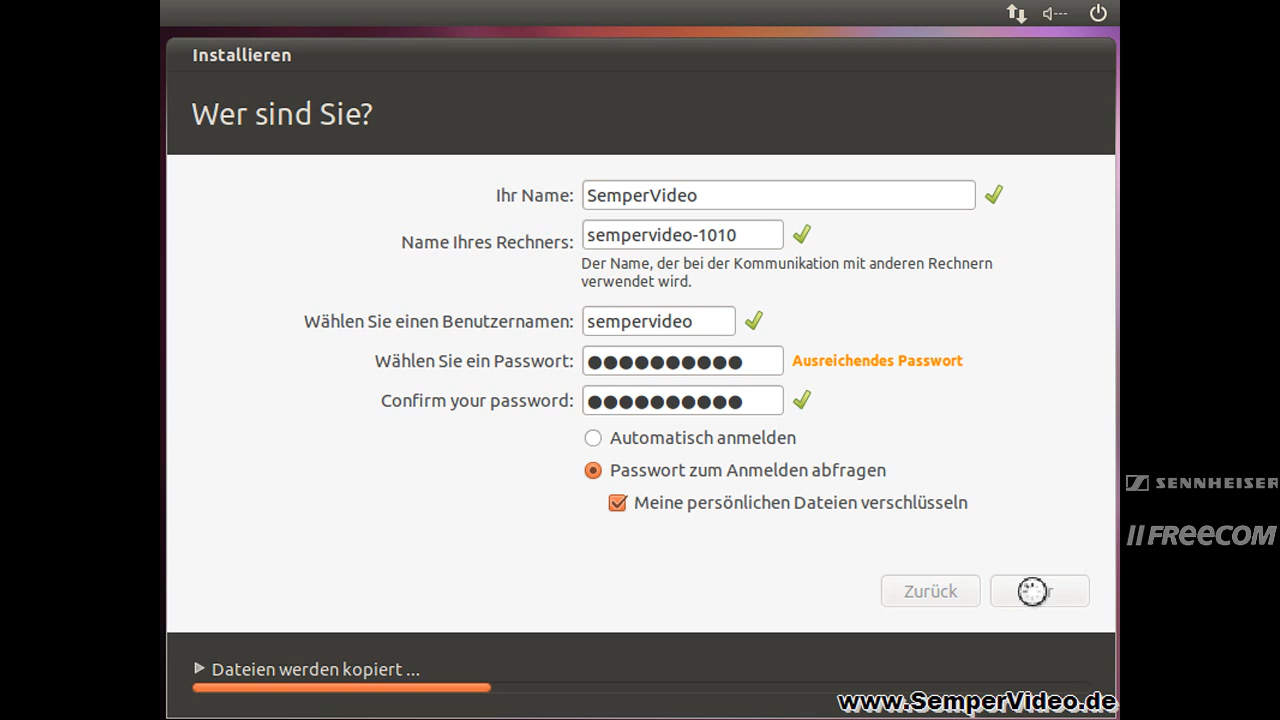 Installieren
Wer sind Sie?
Ihr Name: SemperVideo
Name Ihres Rechners: sempervideo-1010
Der Name, der bei der Kommunikation mit anderen Rechnern
verwendet wird.
Wählen Sie einen Benutzernamen: sempervideo
Wählen Sie ein Passwort: ●●●●●●●●●● Ausreichendes Passwort
Confirm your password: ●●●●●●●●●●
Automatisch anmelden
Passwort zum Anmelden abfragen
Meine persönlichen Dateien verschlüsseln
SENNHEISER
FREECOM
Zurück
Dateien werden kopiert ...
www.SemperVideo.de